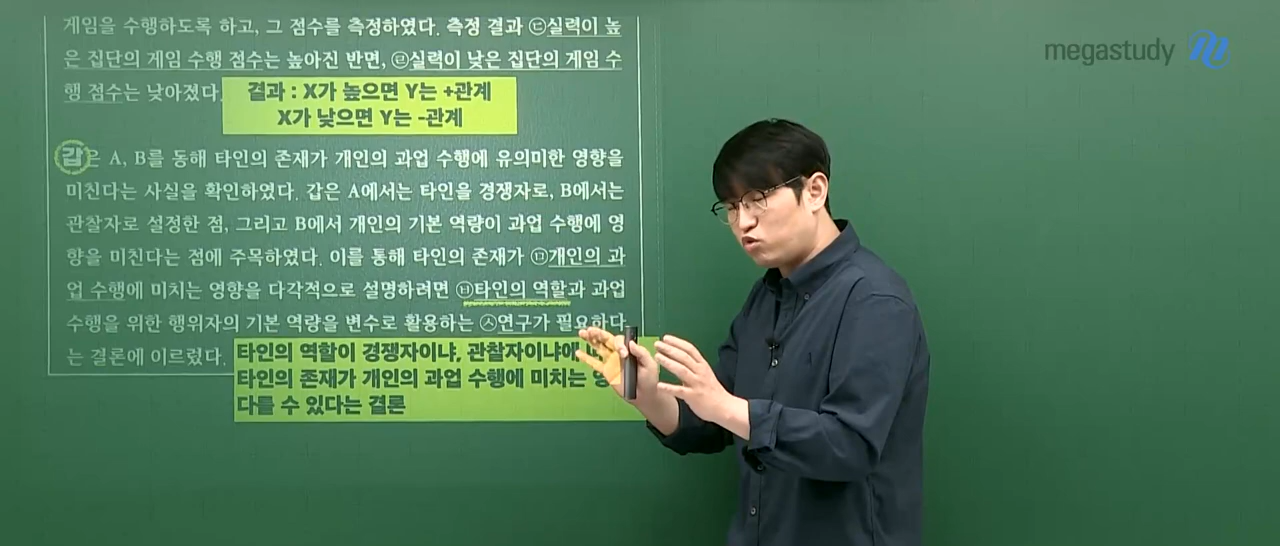 게임을 수행하도록 하고, 그 점수를 측정하였다. 측정 결과 ㉢실력이 높
은 집단의 게임 수행 점수는 높아진 반면, ㉣실력이 낮은 집단의 게임 수
행 점수는 낮아졌다.
결과 : X가 높으면 Y는 +관계
X가 낮으면 Y는 -관계
갑은 A, B를 통해 타인의 존재가 개인의 과업 수행에 유의미한 영향을
미친다는 사실을 확인하였다. 갑은 A에서는 타인을 경쟁자로, B에서는
관찰자로 설정한 점, 그리고 B에서 개인의 기본 역량이 과업 수행에 영
향을 미친다는 점에 주목하였다. 이를 통해 타인의 존재가 ㉤개인의 과
업 수행에 미치는 영향을 다각적으로 설명하려면 ㉥타인의 역할과 과업
수행을 위한 행위자의 기본 역량을 변수로 활용하는 ㉦연구가 필요하다
는 결론에 이르렀다.
타인의 역할이 경쟁자이냐, 관찰자이냐에
타인의 존재가 개인의 과업 수행에 미치는
다를 수 있다는 결론
megastudy